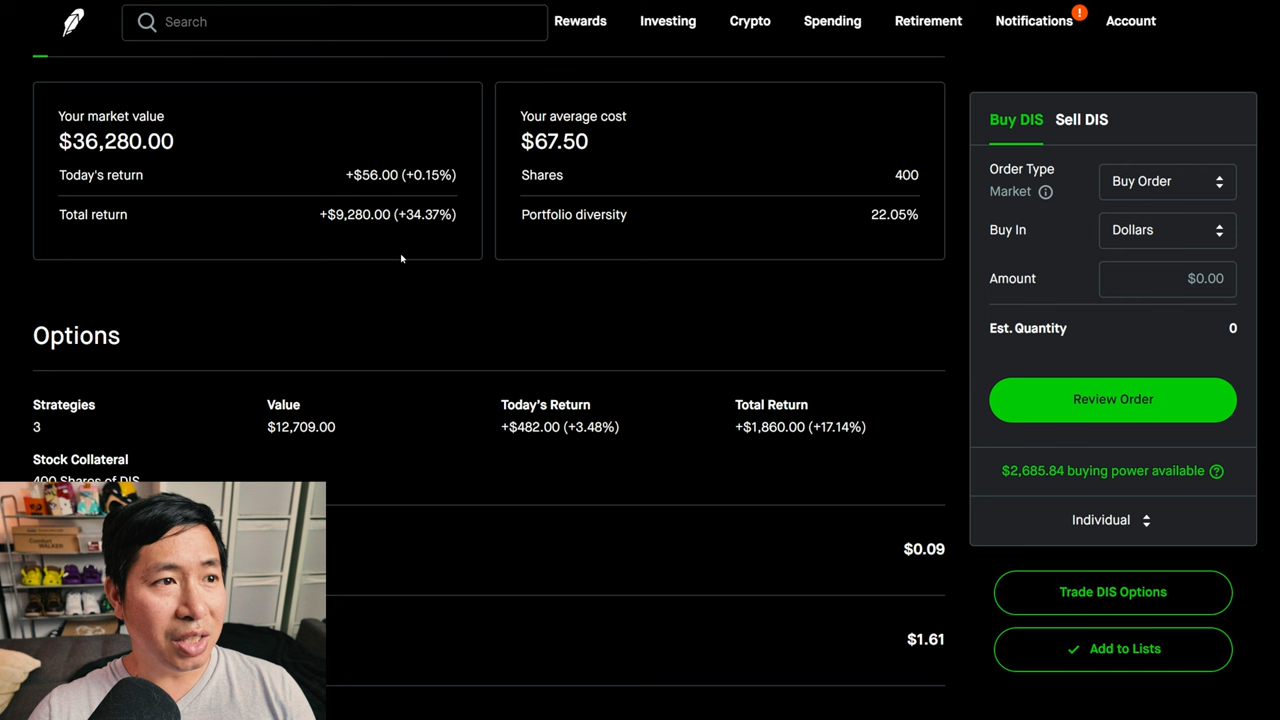 Search
Rewards
Investing
Crypto
Spending
Retirement
Notifications
!
Account
Your market value
$36,280.00
Today's return
+$56.00 (+0.15%)
Total return
+$9,280.00 (+34.37%)
Your average cost
$67.50
Shares
400
Portfolio diversity
22.05%
Options
Strategies
3
Value
$12,709.00
Today's Return
+$482.00 (+3.48%)
Total Return
+$1,860.00 (+17.14%)
Stock Collateral
400 Shares of DIS
$0.09
$1.61
Buy DIS
Sell DIS
Order Type
Market
Buy Order
Buy In
Dollars
Amount
$0.00
Est. Quantity
0
Review Order
$2,685.84 buying power available
Individual
Trade DIS Options
Add to Lists